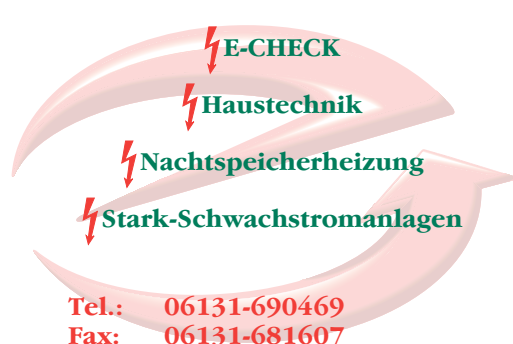 E-CHECK
Haustechnik
Nachtspeicherheizung
Stark-Schwachstromanlagen
Tel.: 06131-690469
Fax: 06131-681607